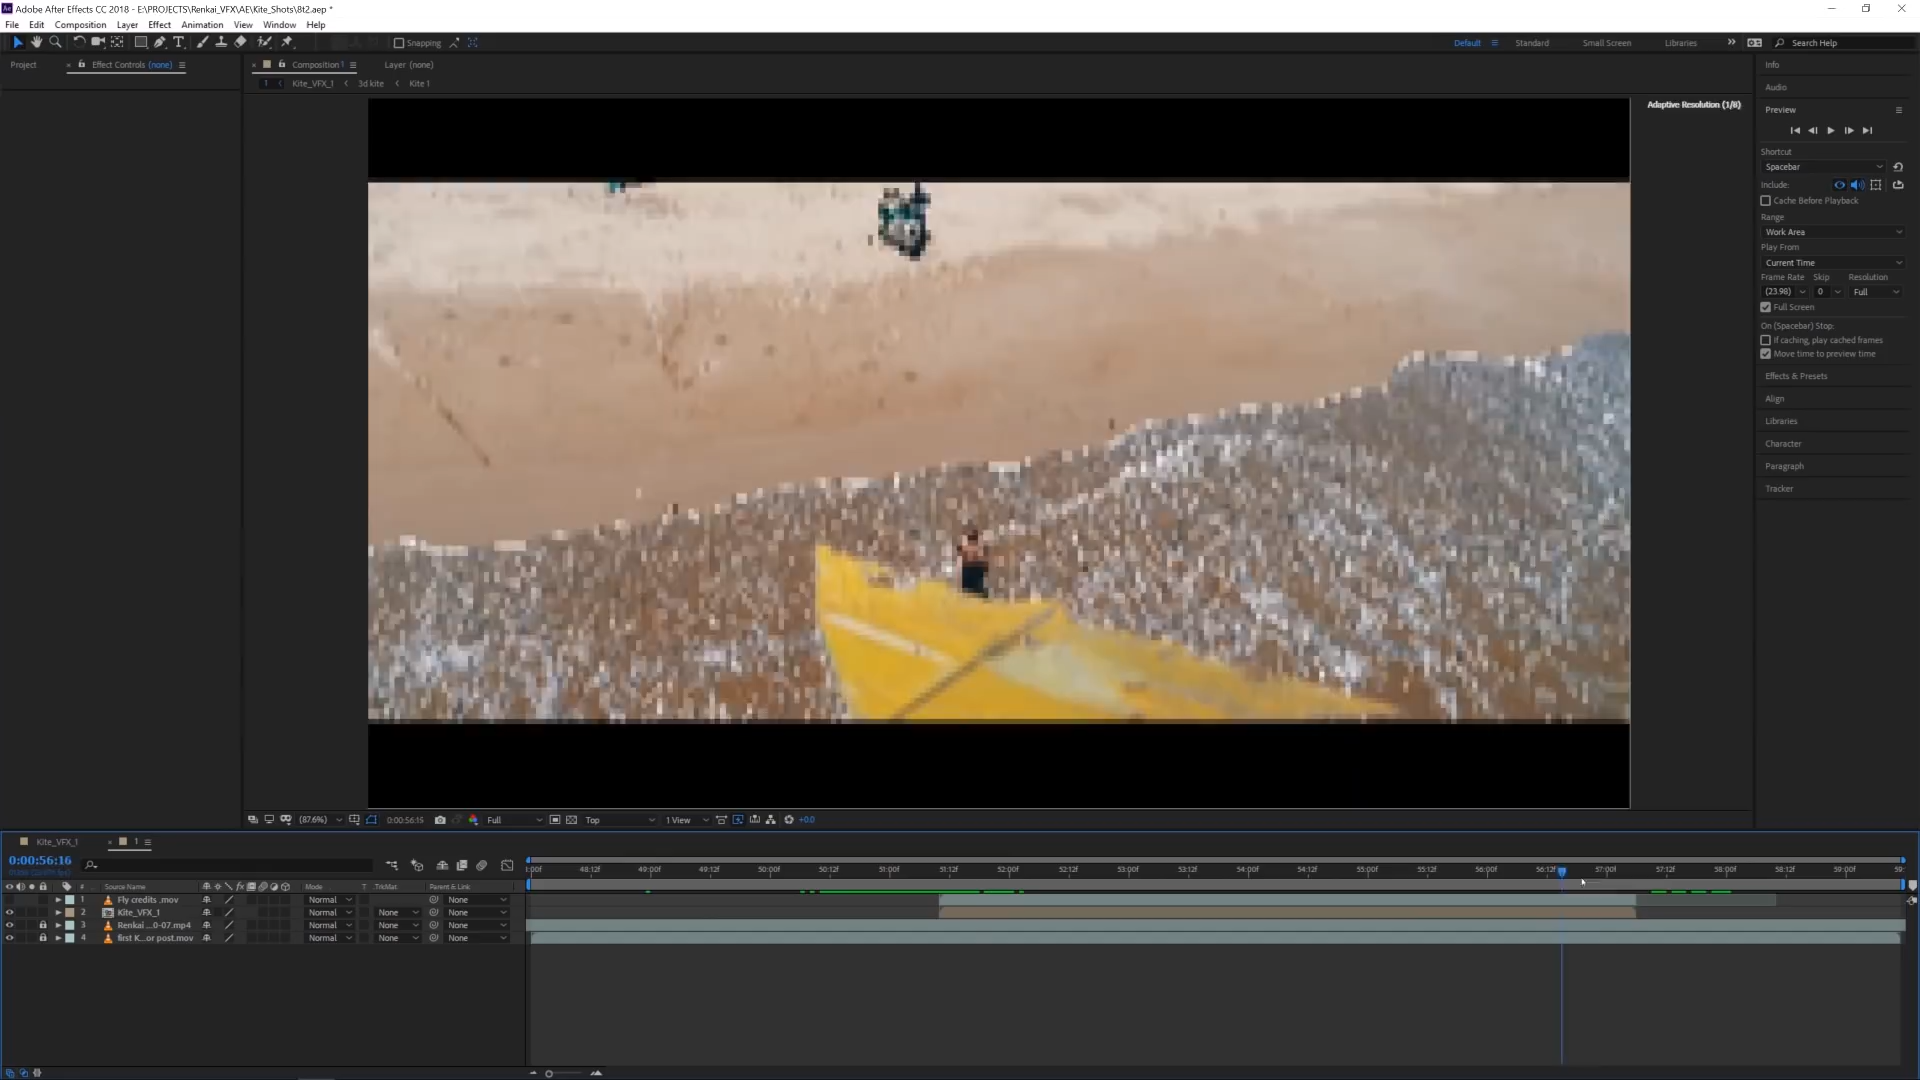 Adobe After Effects CC 2018 - E:\PROJECTS\Renkai_VFX\AE\Kite_Shots\8t2.aep *
File Edit Composition Layer Effect Animation View Window Help
Snapping
Default Standard Small Screen Libraries Search Help
Project Effect Controls (none) Composition 1 Layer (none)
1 Kite_VFX_1 3d kite Kite 1
Adaptive Resolution (1/8)
Info
Audio
Preview
Shortcut
Spacebar
Include:
Cache Before Playback
Range
Work Area
Play From
Current Time
Frame Rate Skip Resolution
(23.98) 0 Full
Full Screen
On (Spacebar) Stop:
If caching, play cached frames
Move time to preview time
Effects & Presets
Align
Libraries
Character
Paragraph
Tracker
(87.6%) 0:00:56:15 Full Top 1 View +0.0
Kite_VFX_1 1
0:00:56:16
:00f 48:12f 49:00f 49:12f 50:00f 50:12f 51:00f 51:12f 52:00f 52:12f 53:00f 53:12f 54:00f 54:12f 55:00f 55:12f 56:00f 56:12f 57:00f 57:12f 58:00f 58:12f 59:00f 59:
# Source Name Mode T .TrkMat Parent & Link
1 Fly credits .mov Normal None
2 Kite_VFX_1 Normal None None
3 Renkai ...0-07.mp4 Normal None None
4 first K...or post.mov Normal None None